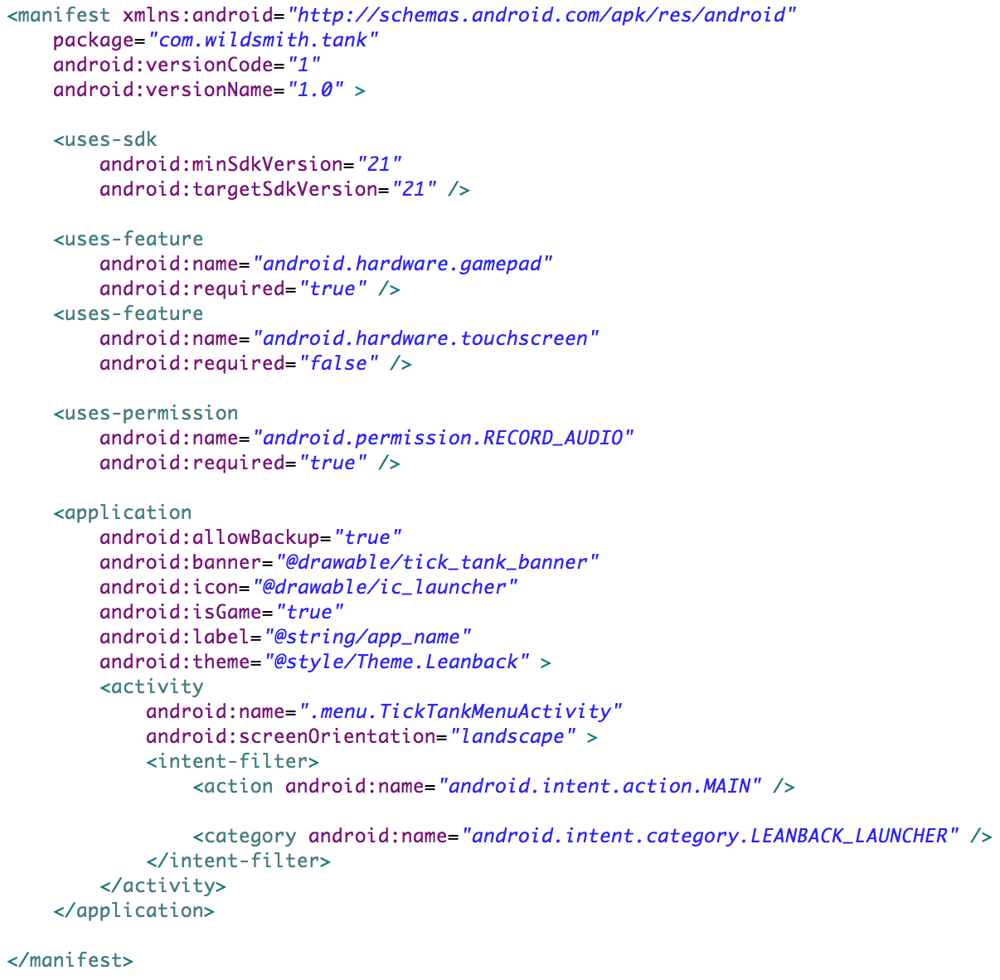 <manifest xmlns:android="http://schemas.android.com/apk/res/android"
    package="com.wildsmith.tank"
    android:versionCode="1"
    android:versionName="1.0" >

    <uses-sdk
        android:minSdkVersion="21"
        android:targetSdkVersion="21" />

    <uses-feature
        android:name="android.hardware.gamepad"
        android:required="true" />
    <uses-feature
        android:name="android.hardware.touchscreen"
        android:required="false" />

    <uses-permission
        android:name="android.permission.RECORD_AUDIO"
        android:required="true" />

    <application
        android:allowBackup="true"
        android:banner="@drawable/tick_tank_banner"
        android:icon="@drawable/ic_launcher"
        android:isGame="true"
        android:label="@string/app_name"
        android:theme="@style/Theme.Leanback" >
        <activity
            android:name=".menu.TickTankMenuActivity"
            android:screenOrientation="landscape" >
            <intent-filter>
                <action android:name="android.intent.action.MAIN" />

                <category android:name="android.intent.category.LEANBACK_LAUNCHER" />
            </intent-filter>
        </activity>
    </application>

</manifest>